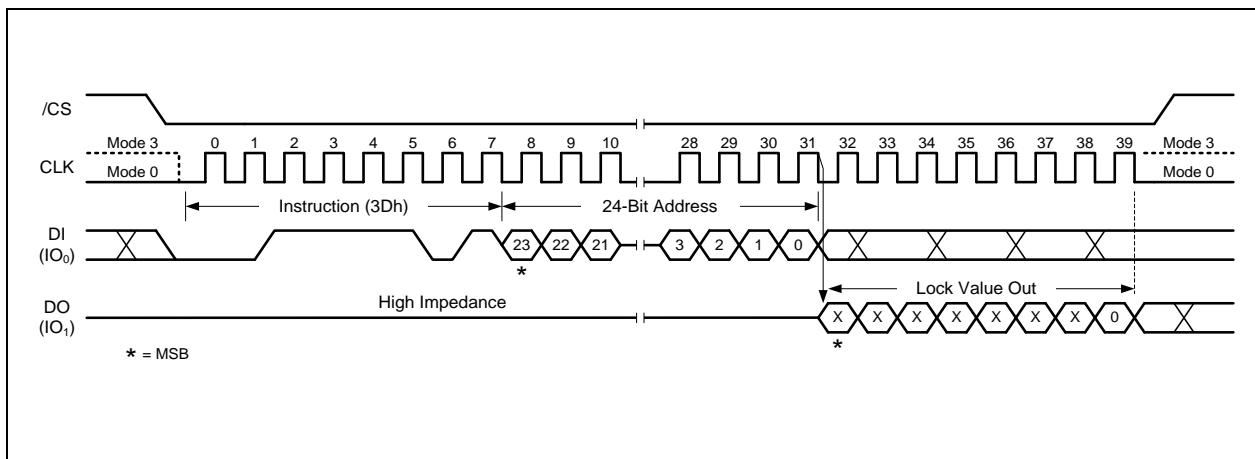 /CS
Mode 3 0 1 2 3 4 5 6 7 8 9 10 28 29 30 31 32 33 34 35 36 37 38 39 Mode 3
CLK
Mode 0 Mode 0
Instruction (3Dh) 24-Bit Address
DI
(IO₀)
23 22 21 3 2 1 0
*
Lock Value Out
High Impedance
DO
(IO₁)
X X X X X X X 0
*
* = MSB